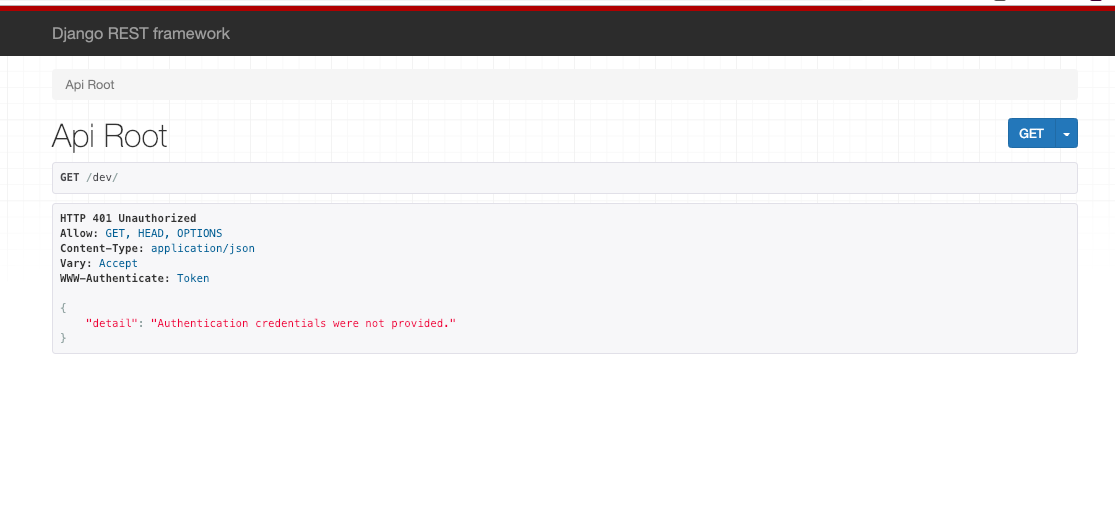 Django REST framework
Api Root
Api Root
GET
GET /dev/
HTTP 401 Unauthorized
Allow: GET, HEAD, OPTIONS
Content-Type: application/json
Vary: Accept
WWW-Authenticate: Token
{
"detail": "Authentication credentials were not provided."
}